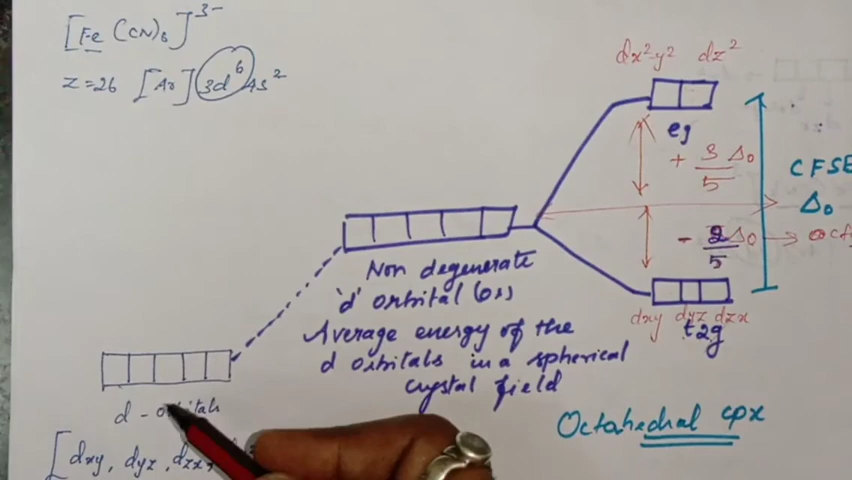 [Fe (CN)6]3-
Z=26 [Ar] 3d6 4s2
dx2-y2 dz2
eg
+ 3/5 Δo
CFSE
Δo
- 2/5 Δo →
Non degenerate
'd' orbital (or)
Average energy of the
d orbitals in a spherical
crystal field
dxy dyz dzx
t2g
d - orbitals
[dxy, dyz, dzx,
Octahedral cpx